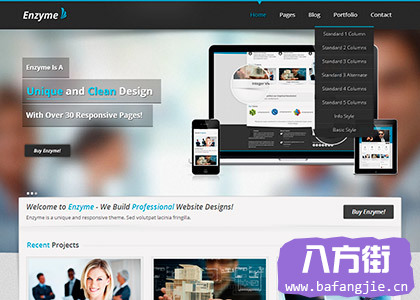 Enzyme
Home Pages Blog Portfolio Contact
Standard 1 Column
Standard 2 Columns
Standard 3 Columns
Standard 3 Alternate
Standard 4 Columns
Standard 5 Columns
Info Style
Basic Style
Enzyme Is A
Unique and Clean Design
With Over 30 Responsive Pages!
Buy Enzyme!
Welcome to Enzyme - We Build Professional Website Designs!
Enzyme is a unique and responsive theme. Sed volutpat lacinia fringilla.
Buy Enzyme!
Recent Projects
八方街
www.bafangjie.cn